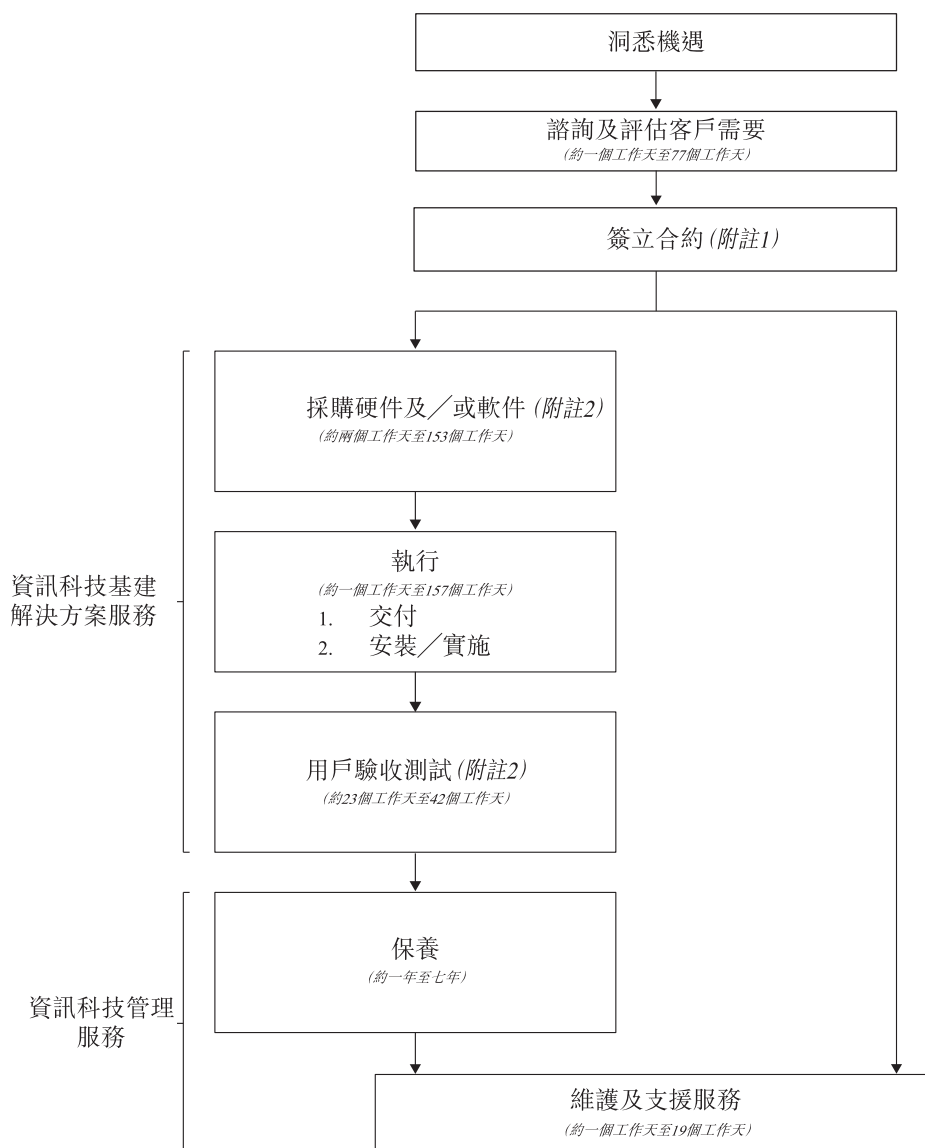 洞悉機遇
諮詢及評估客戶需要
(約一個工作天至77個工作天)
簽立合約(附註1)
採購硬件及／或軟件(附註2)
(約兩個工作天至153個工作天)
執行
(約一個工作天至157個工作天)
1. 交付
2. 安裝／實施
資訊科技基建
解決方案服務
用戶驗收測試(附註2)
(約23個工作天至42個工作天)
保養
(約一年至七年)
資訊科技管理
服務
維護及支援服務
(約一個工作天至19個工作天)